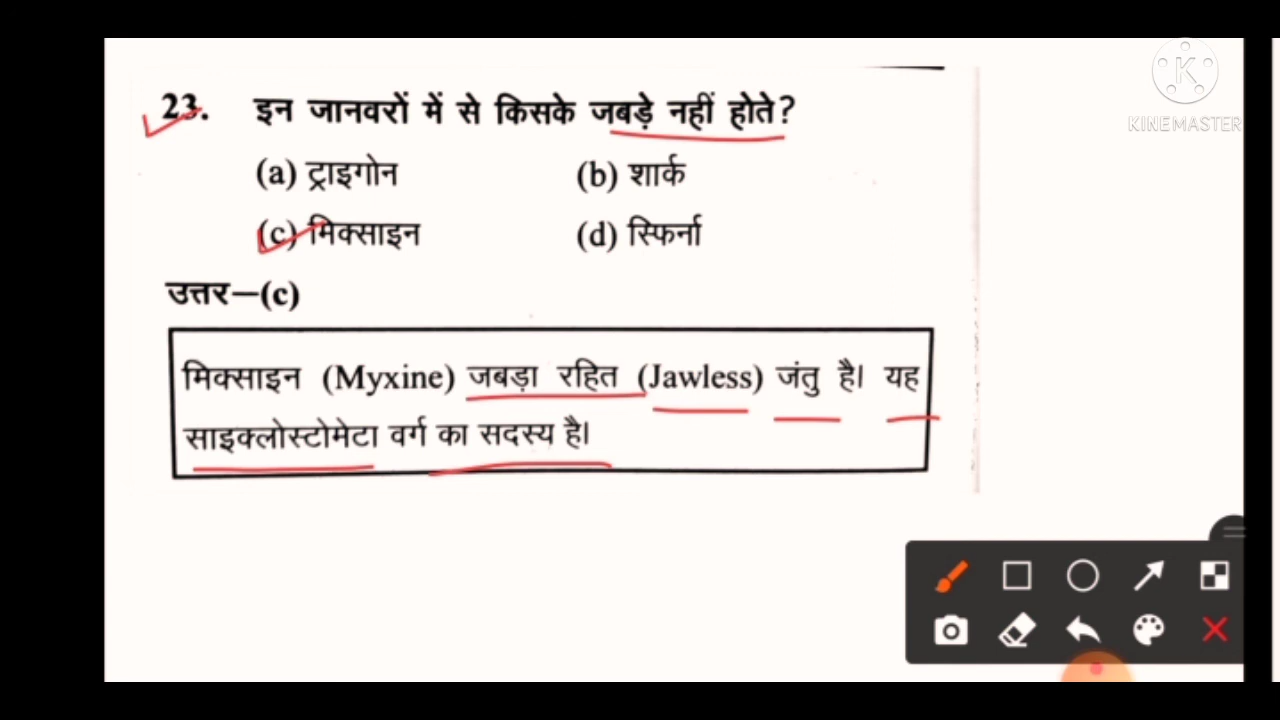 KINEMASTER
23. इन जानवरों में से किसके जबड़े नहीं होते?
(a) ट्राइगोन (b) शार्क
(c) मिक्साइन (d) स्फिर्ना
उत्तर–(c)
मिक्साइन (Myxine) जबड़ा रहित (Jawless) जंतु है। यह
साइक्लोस्टोमेटा वर्ग का सदस्य है।